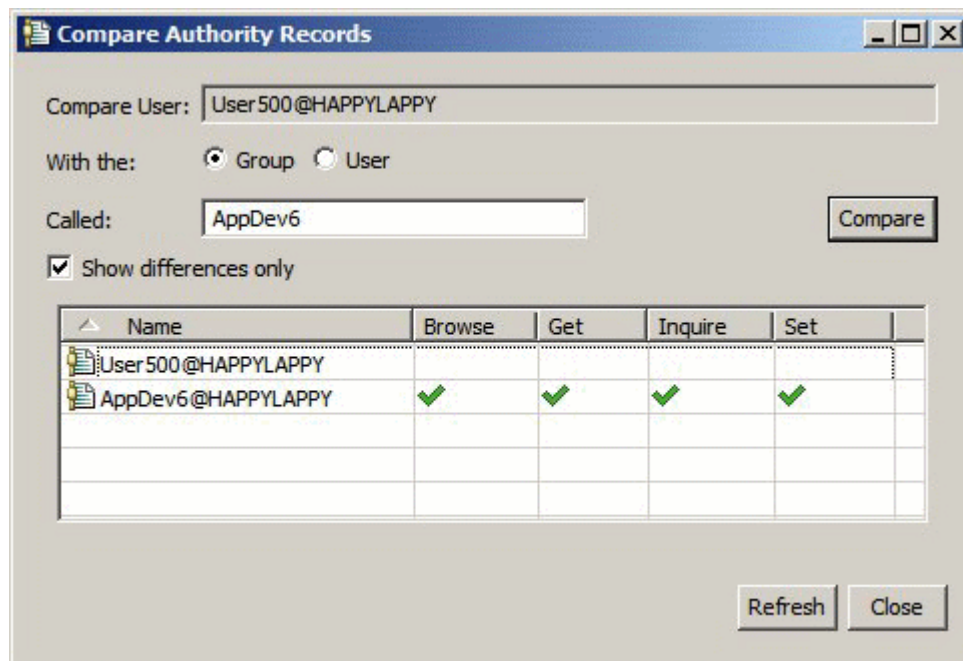 Compare Authority Records
Compare User: User500@HAPPYLAPPY
With the: Group User
Called: AppDev6 Compare
Show differences only
Name Browse Get Inquire Set
User500@HAPPYLAPPY
AppDev6@HAPPYLAPPY
Refresh Close